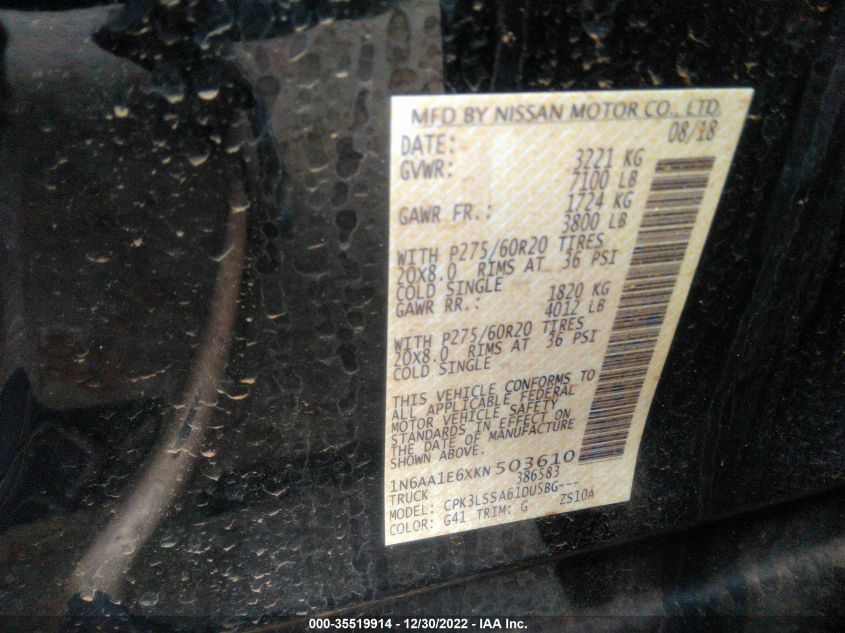 MFD BY NISSAN MOTOR CO., LTD.
DATE: 08/18
GVWR: 3221 KG
7100 LB
GAWR FR.: 1724 KG
3800 LB
WITH P275/60R20 TIRES
20X8.0 RIMS AT 36 PSI
COLD SINGLE
GAWR RR.: 1820 KG
4012 LB
WITH P275/60R20 TIRES
20X8.0 RIMS AT 36 PSI
COLD SINGLE
THIS VEHICLE CONFORMS TO
ALL APPLICABLE FEDERAL
MOTOR VEHICLE SAFETY
STANDARDS IN EFFECT ON
THE DATE OF MANUFACTURE
SHOWN ABOVE.
1N6AA1E6XKN503610
TRUCK 386583
MODEL: CPK3LSSA61DU5BG---
COLOR: G41 TRIM: G ZS10A
000-35519914 - 12/30/2022 - IAA Inc.